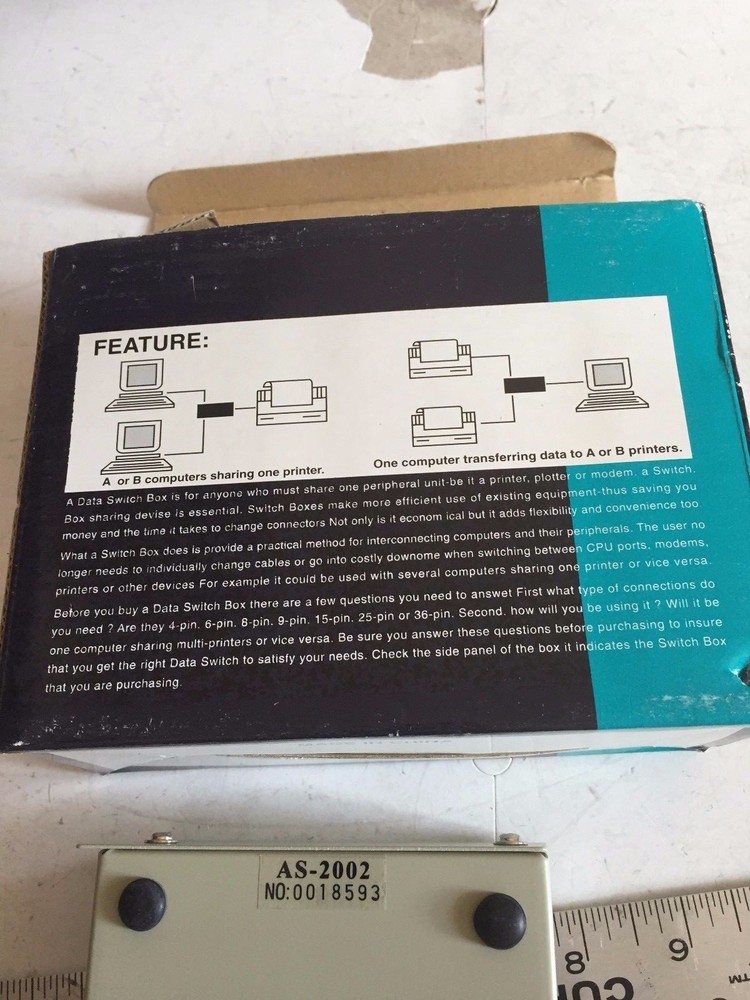 FEATURE:
A or B computers sharing one printer.
One computer transferring data to A or B printers.
A Data Switch Box is for anyone who must share one peripheral unit-be it a printer, plotter or modem. a Switch.
Box sharing devise is essential. Switch Boxes make more efficient use of existing equipment-thus saving you
money and the time it takes to change connectors Not only is it econom ical but it adds flexibility and convenience too
What a Switch Box does is provide a practical method for interconnecting computers and their peripherals. The user no
longer needs to individually change cables or go into costly downome when switching between CPU ports, modems,
printers or other devices For example it could be used with several computers sharing one printer or vice versa.
Before you buy a Data Switch Box there are a few questions you need to answet First what type of connections do
you need ? Are they 4-pin. 6-pin. 8-pin. 9-pin. 15-pin. 25-pin or 36-pin. Second. how will you be using it ? Will it be
one computer sharing multi-printers or vice versa. Be sure you answer these questions before purchasing to insure
that you get the right Data Switch to satisfy your needs. Check the side panel of the box it indicates the Switch Box
that you are purchasing.
MADE IN CHINA
AS-2002
NO:0018593
8 9